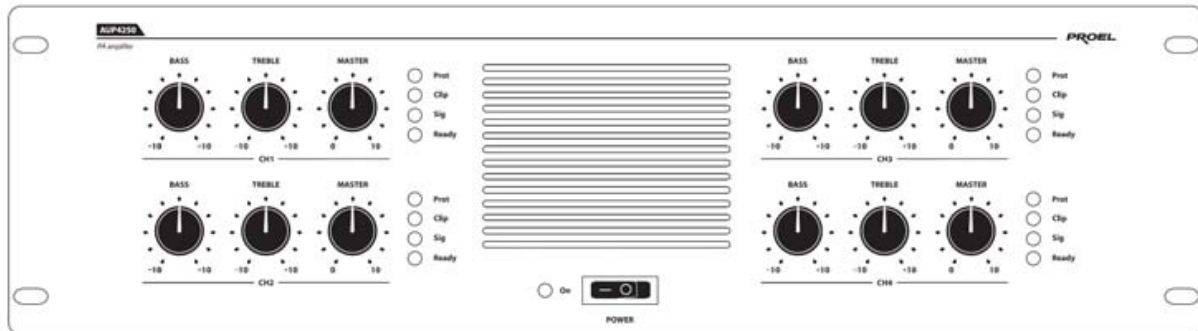 AUP4250
PA amplifier
PROEL
BASS TREBLE MASTER
Prot
Clip
Sig
Ready
-10 -10 -10 -10 0 10
CH1
BASS TREBLE MASTER
Prot
Clip
Sig
Ready
-10 -10 -10 -10 0 10
CH2
BASS TREBLE MASTER
Prot
Clip
Sig
Ready
-10 -10 -10 -10 0 10
CH3
BASS TREBLE MASTER
Prot
Clip
Sig
Ready
-10 -10 -10 -10 0 10
CH4
On
POWER